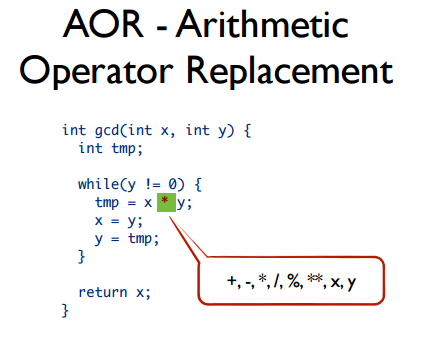 AOR - Arithmetic
Operator Replacement
int gcd(int x, int y) {
int tmp;
while(y != 0) {
tmp = x * y;
x = y;
y = tmp;
}
+, -, *, /, %, **, x, y
return x;
}